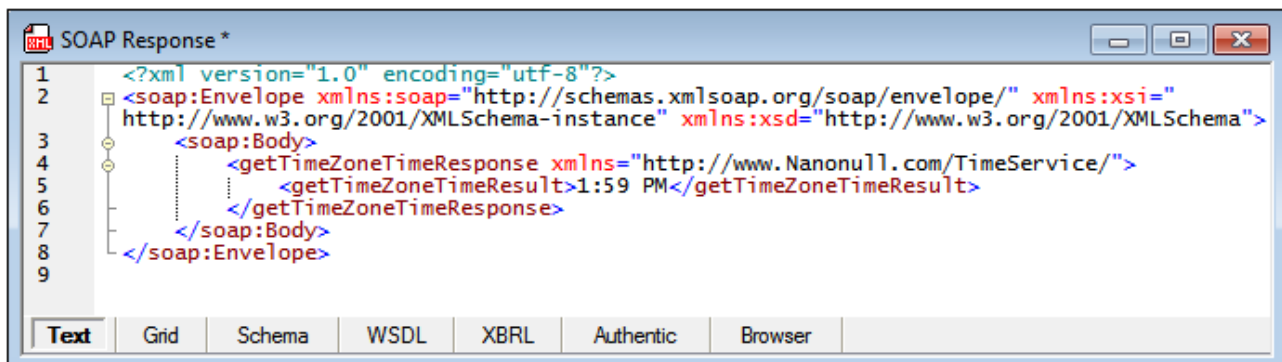 SOAP Response *
1 <?xml version="1.0" encoding="utf-8"?>
2 <soap:Envelope xmlns:soap="http://schemas.xmlsoap.org/soap/envelope/" xmlns:xsi="
http://www.w3.org/2001/XMLSchema-instance" xmlns:xsd="http://www.w3.org/2001/XMLSchema">
3 <soap:Body>
4 <getTimeZoneTimeResponse xmlns="http://www.Nanonull.com/TimeService/">
5 <getTimeZoneTimeResult>1:59 PM</getTimeZoneTimeResult>
6 </getTimeZoneTimeResponse>
7 </soap:Body>
8 </soap:Envelope>
9
Text Grid Schema WSDL XBRL Authentic Browser